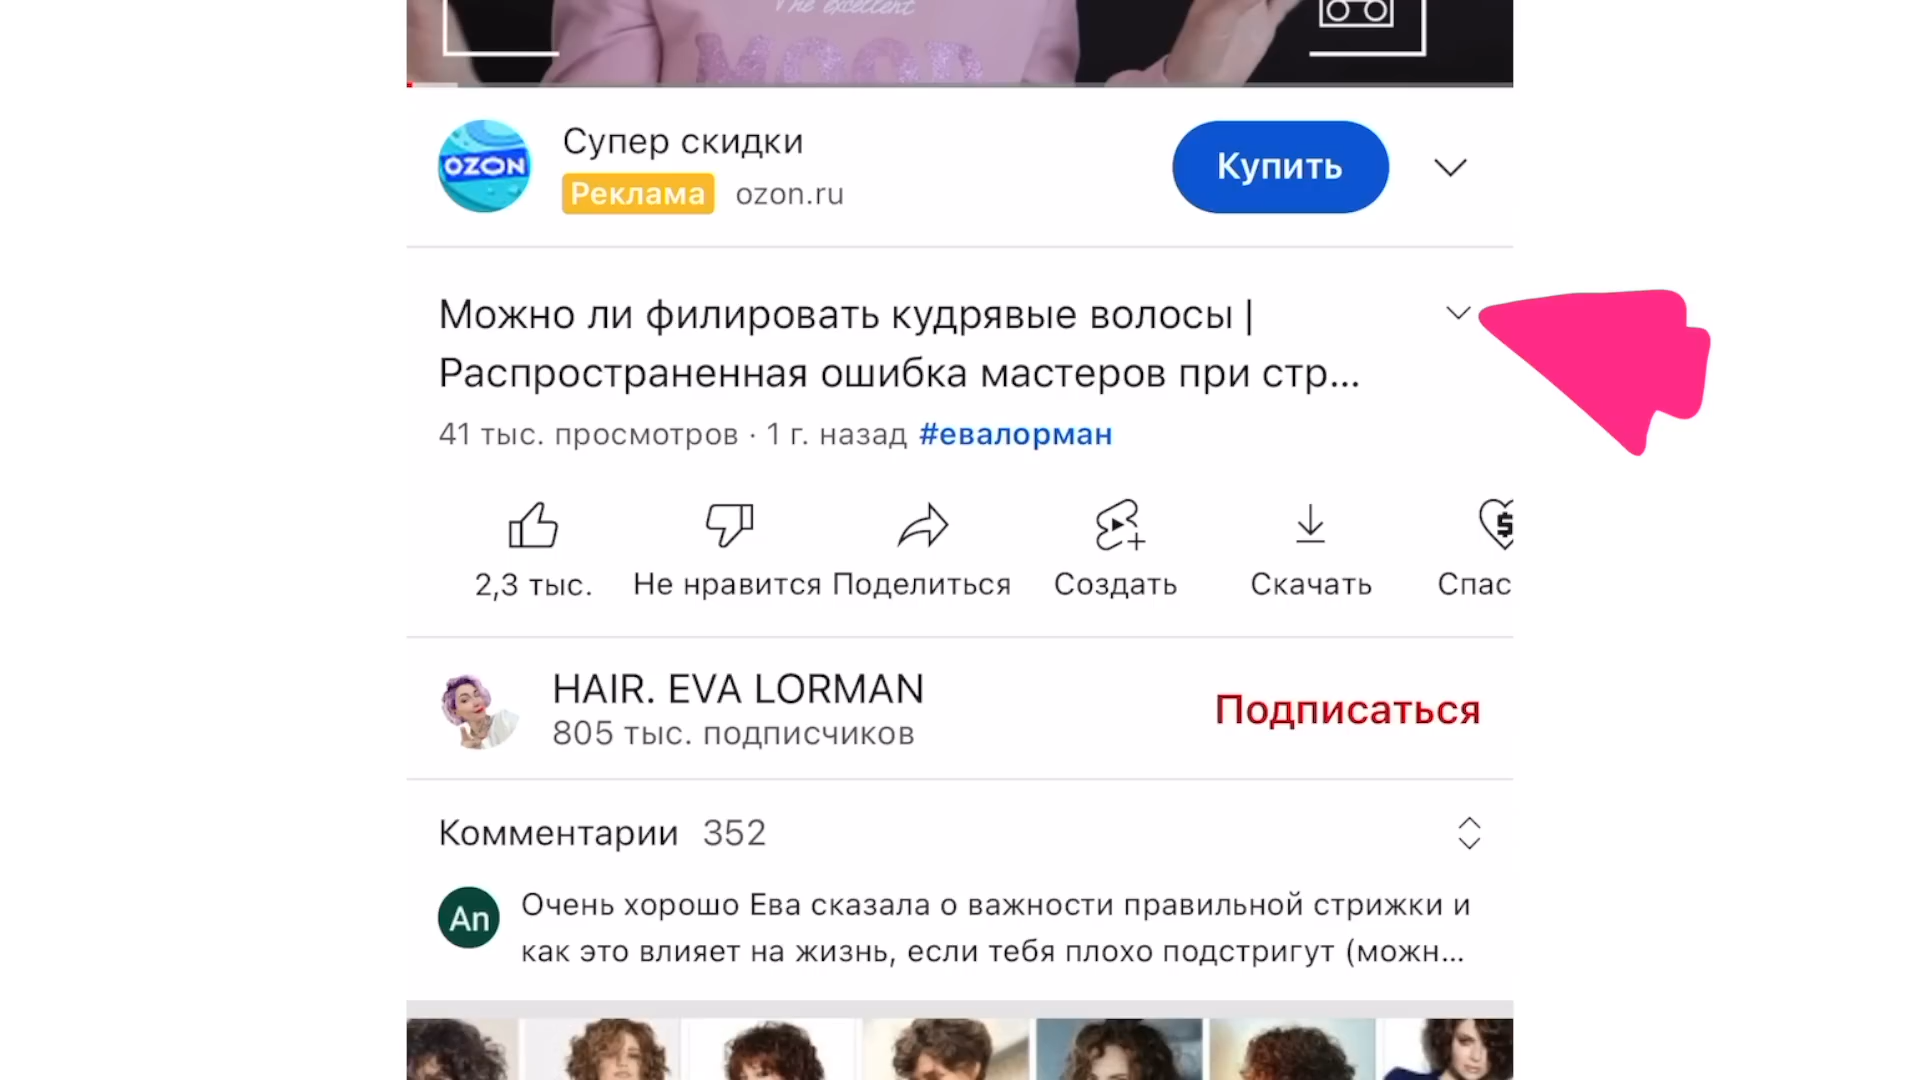 The excellent
MOOD
Супер скидки
Купить
OZON
Реклама ozon.ru
Можно ли филировать кудрявые волосы |
Распространенная ошибка мастеров при стр...
41 тыс. просмотров · 1 г. назад #евалорман
2,3 тыс. Не нравится Поделиться Создать Скачать Спас
HAIR. EVA LORMAN
805 тыс. подписчиков
Подписаться
Комментарии 352
An
Очень хорошо Ева сказала о важности правильной стрижки и
как это влияет на жизнь, если тебя плохо подстригут (можн...